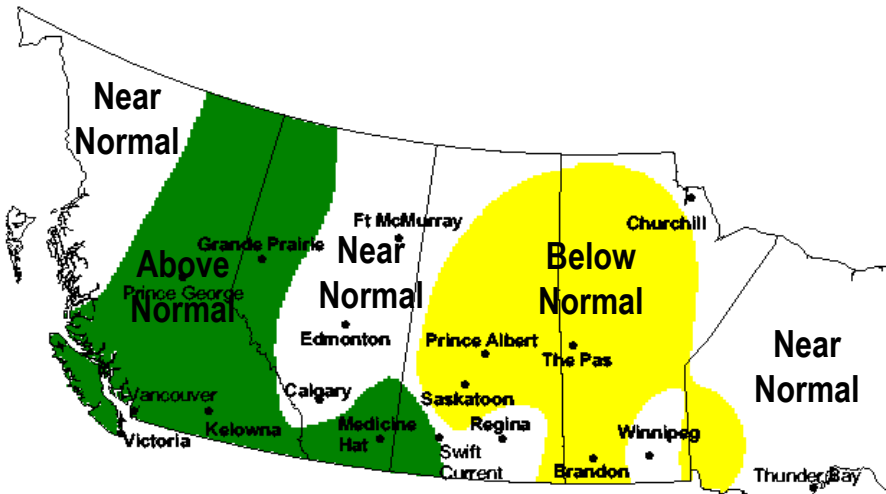 Near
Normal
Churchill
Ft McMurray
Grande Prairie
Near
Normal
Above
Normal
Prince George
Below
Normal
Edmonton
Prince Albert
The Pas
Near
Normal
Calgary
Saskatoon
Vancouver
Kelowna
Victoria
Medicine
Hat
Regina
Swift
Current
Winnipeg
Brandon
Thunder Bay